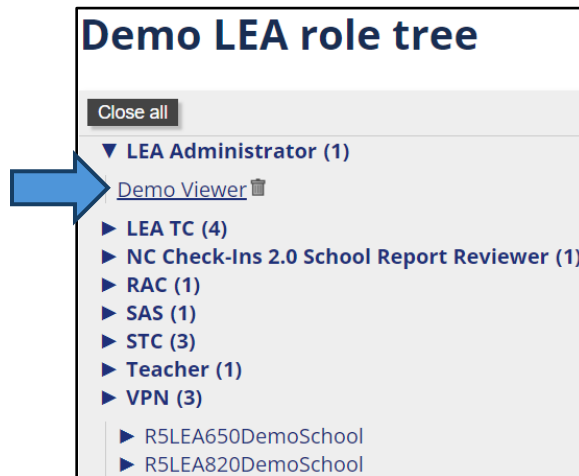 Demo LEA role tree
Close all
▼ LEA Administrator (1)
Demo Viewer
► LEA TC (4)
► NC Check-Ins 2.0 School Report Reviewer (1)
► RAC (1)
► SAS (1)
► STC (3)
► Teacher (1)
► VPN (3)
► R5LEA650DemoSchool
► R5LEA820DemoSchool